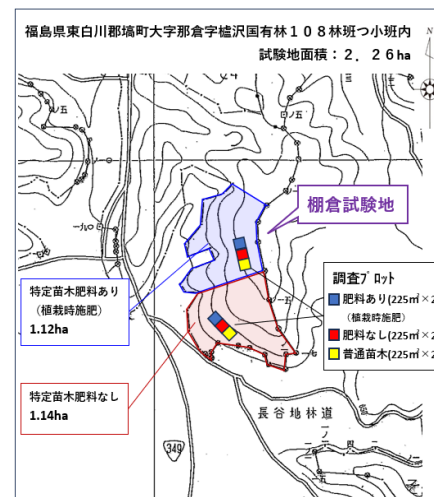 福島県東白川郡塙町大字那倉字櫨沢国有林１０８林班つ小班内
試験地面積：２．２６ha
N
棚倉試験地
特定苗木肥料あり
（植栽時施肥）
1.12ha
調査プロット
肥料あり(225㎡×2
（植栽時施肥）
肥料なし(225㎡×2
普通苗木(225㎡×2
特定苗木肥料なし
1.14ha
長谷地林道
349